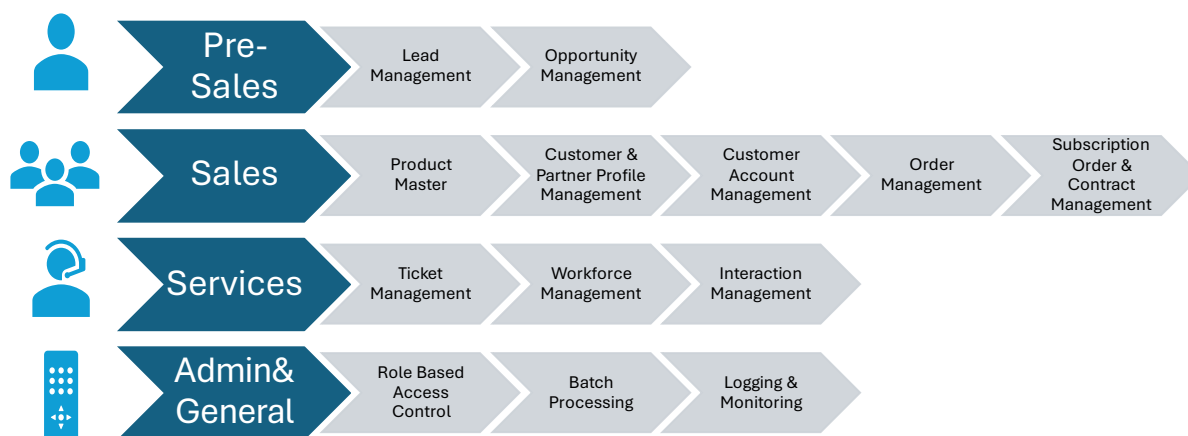 Pre-
Sales
Lead
Management
Opportunity
Management
Sales
Product
Master
Customer &
Partner Profile
Management
Customer
Account
Management
Order
Management
Subscription
Order &
Contract
Management
Services
Ticket
Management
Workforce
Management
Interaction
Management
Admin&
General
Role Based
Access
Control
Batch
Processing
Logging &
Monitoring